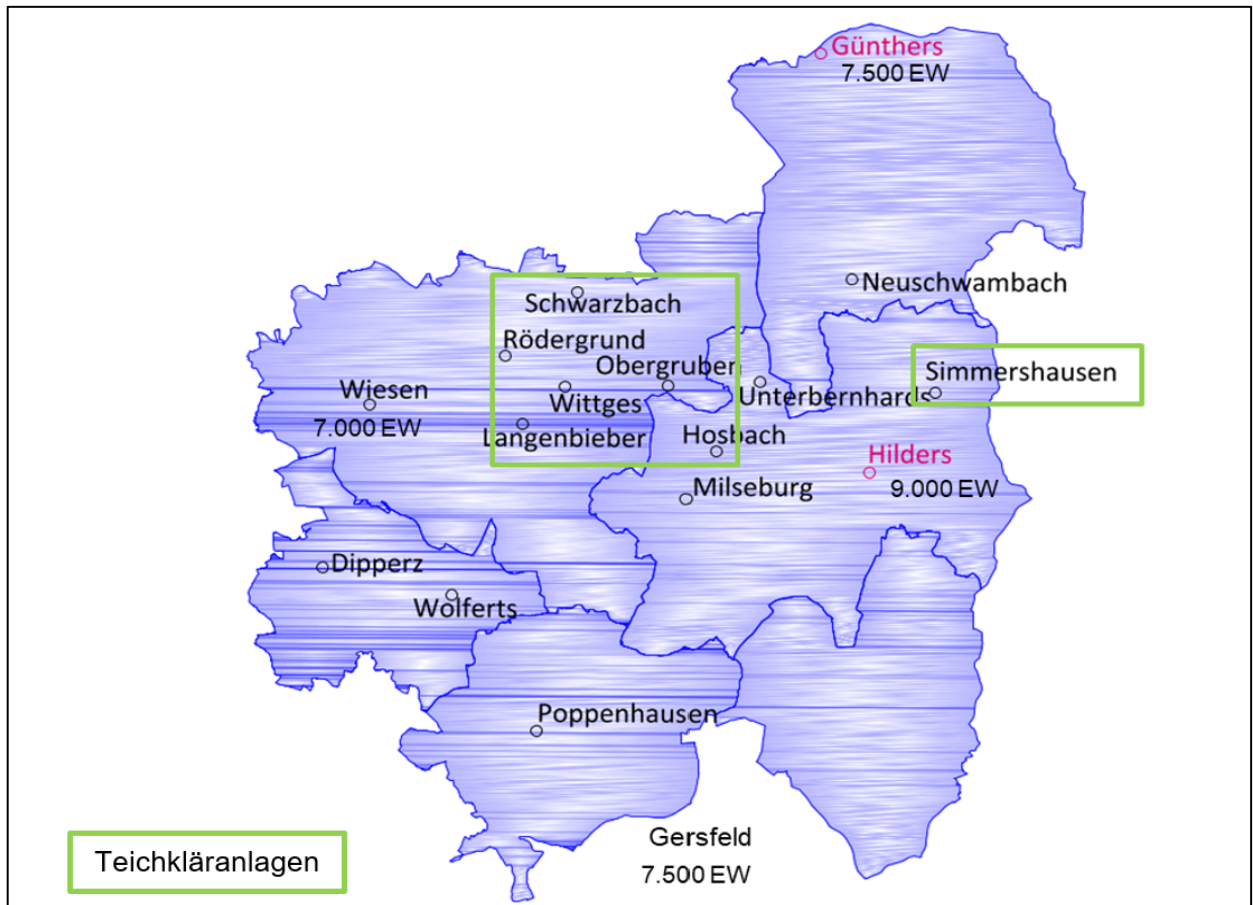 Günthers
7.500 EW
Neuschwambach
Schwarzbach
Rödergrund
Obergruben
Simmershausen
Wiesen
Unterbernhards
Wittges
7.000 EW
Langenbieber
Hosbach
Hilders
Milseburg
9.000 EW
Dipperz
Wolferts
Poppenhausen
Gersfeld
7.500 EW
Teichkläranlagen